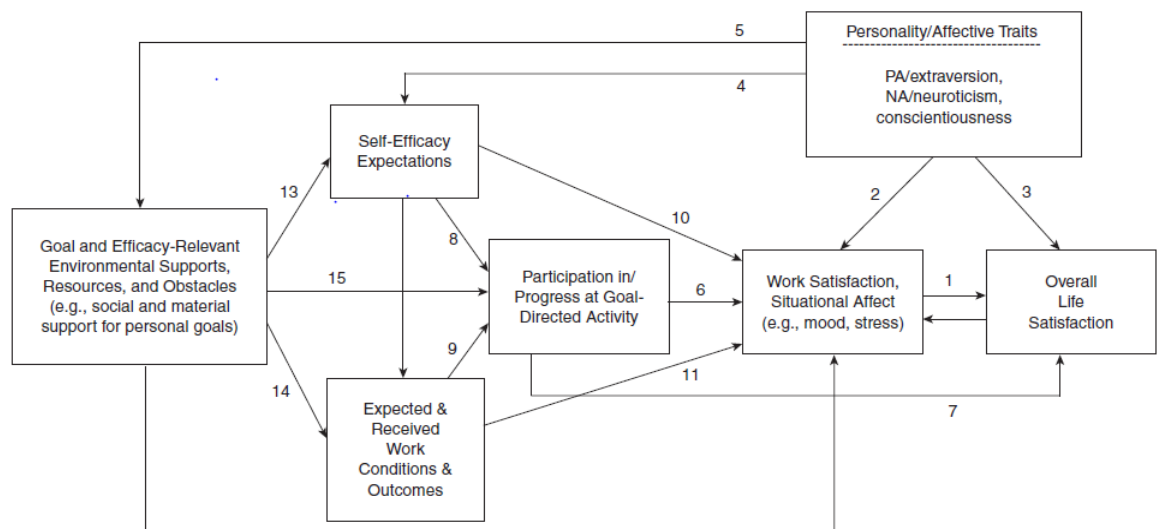 5
Personality/Affective Traits
4
PA/extraversion,
NA/neuroticism,
conscientiousness
Self-Efficacy
Expectations
13
2
3
10
8
Goal and Efficacy-Relevant
Environmental Supports,
Resources, and Obstacles
(e.g., social and material
support for personal goals)
15
Participation in/
Progress at Goal-
Directed Activity
6
Work Satisfaction,
Situational Affect
(e.g., mood, stress)
1
Overall
Life
Satisfaction
9
14
11
7
Expected &
Received
Work
Conditions &
Outcomes